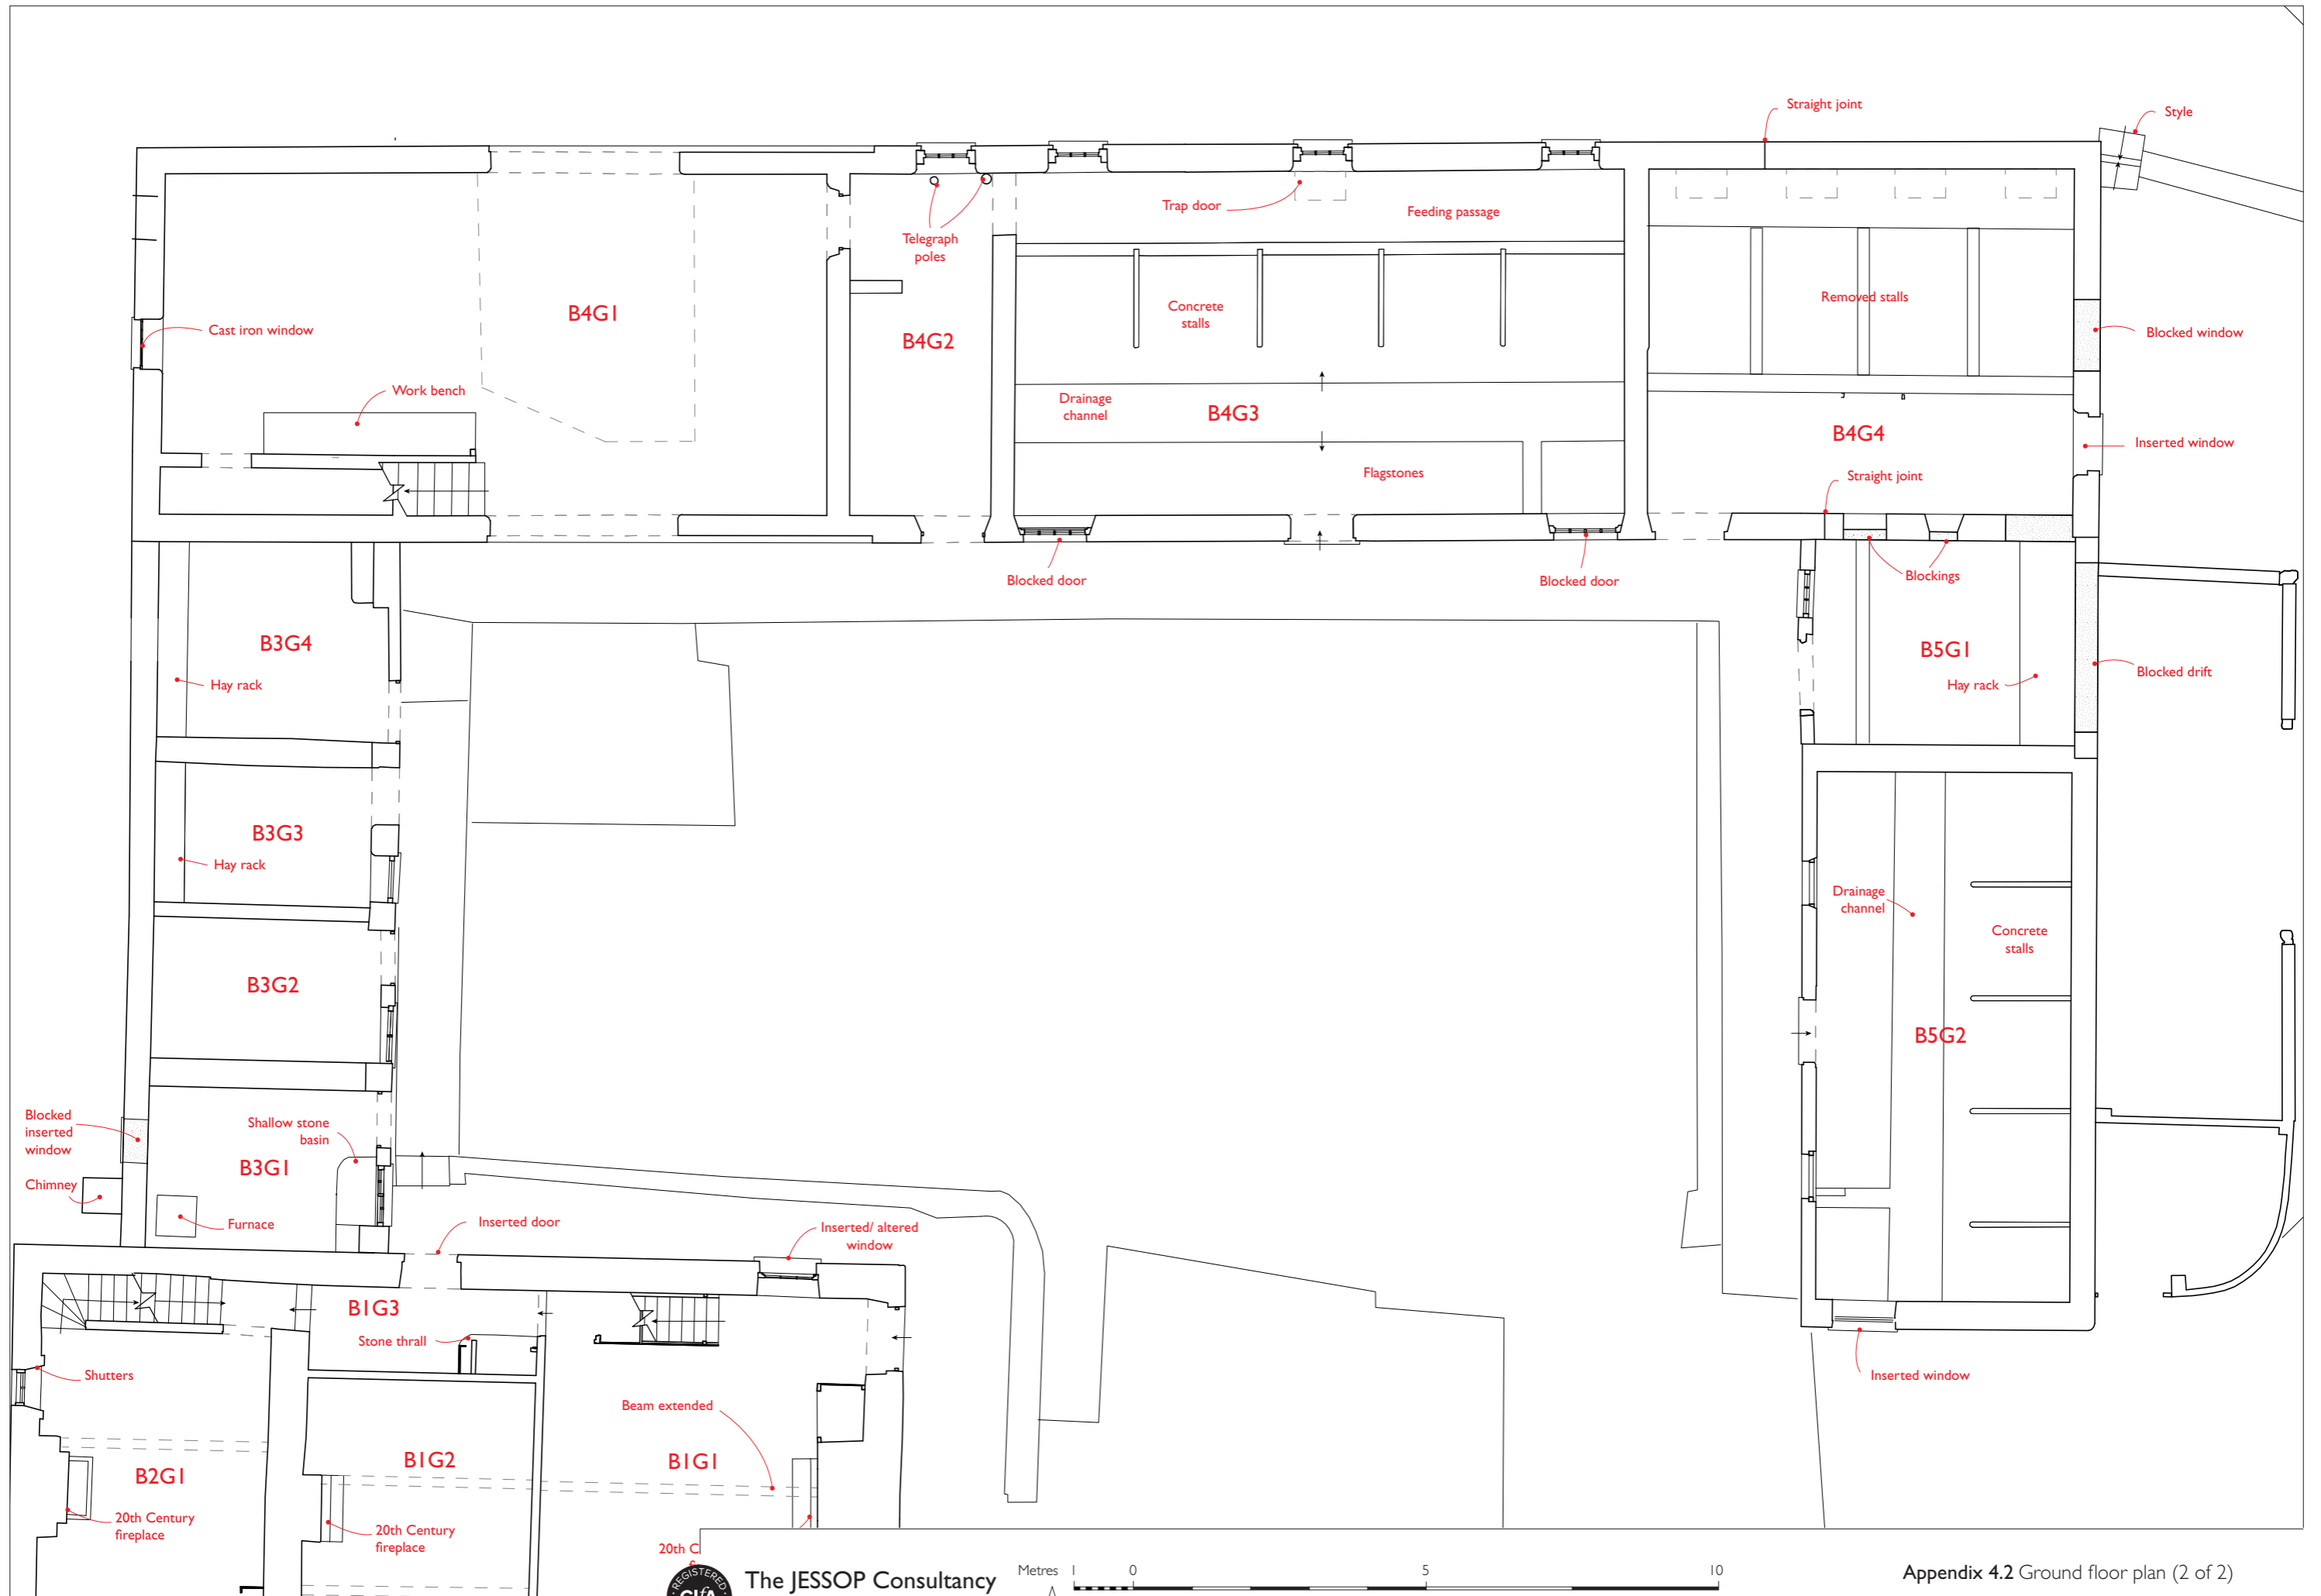 Straight joint
Style
Trap door
Feeding passage
Telegraph
poles
B4G1
Cast iron window
B4G2
Concrete
stalls
Removed stalls
Blocked window
Work bench
Drainage
channel
B4G3
B4G4
Inserted window
Flagstones
Straight joint
Blocked door
Blocked door
Blockings
B3G4
Hay rack
B5G1
Hay rack
Blocked drift
B3G3
Hay rack
Drainage
channel
Concrete
stalls
B3G2
B5G2
Blocked
inserted
window
Shallow stone
basin
B3G1
Chimney
Furnace
Inserted door
Inserted/ altered
window
B1G3
Stone thrall
Shutters
Inserted window
Beam extended
B2G1
B1G2
B1G1
20th Century
fireplace
20th Century
fireplace
20th C
REGISTERED
CIfA
The JESSOP Consultancy
Metres 1 0 5 10
Appendix 4.2 Ground floor plan (2 of 2)